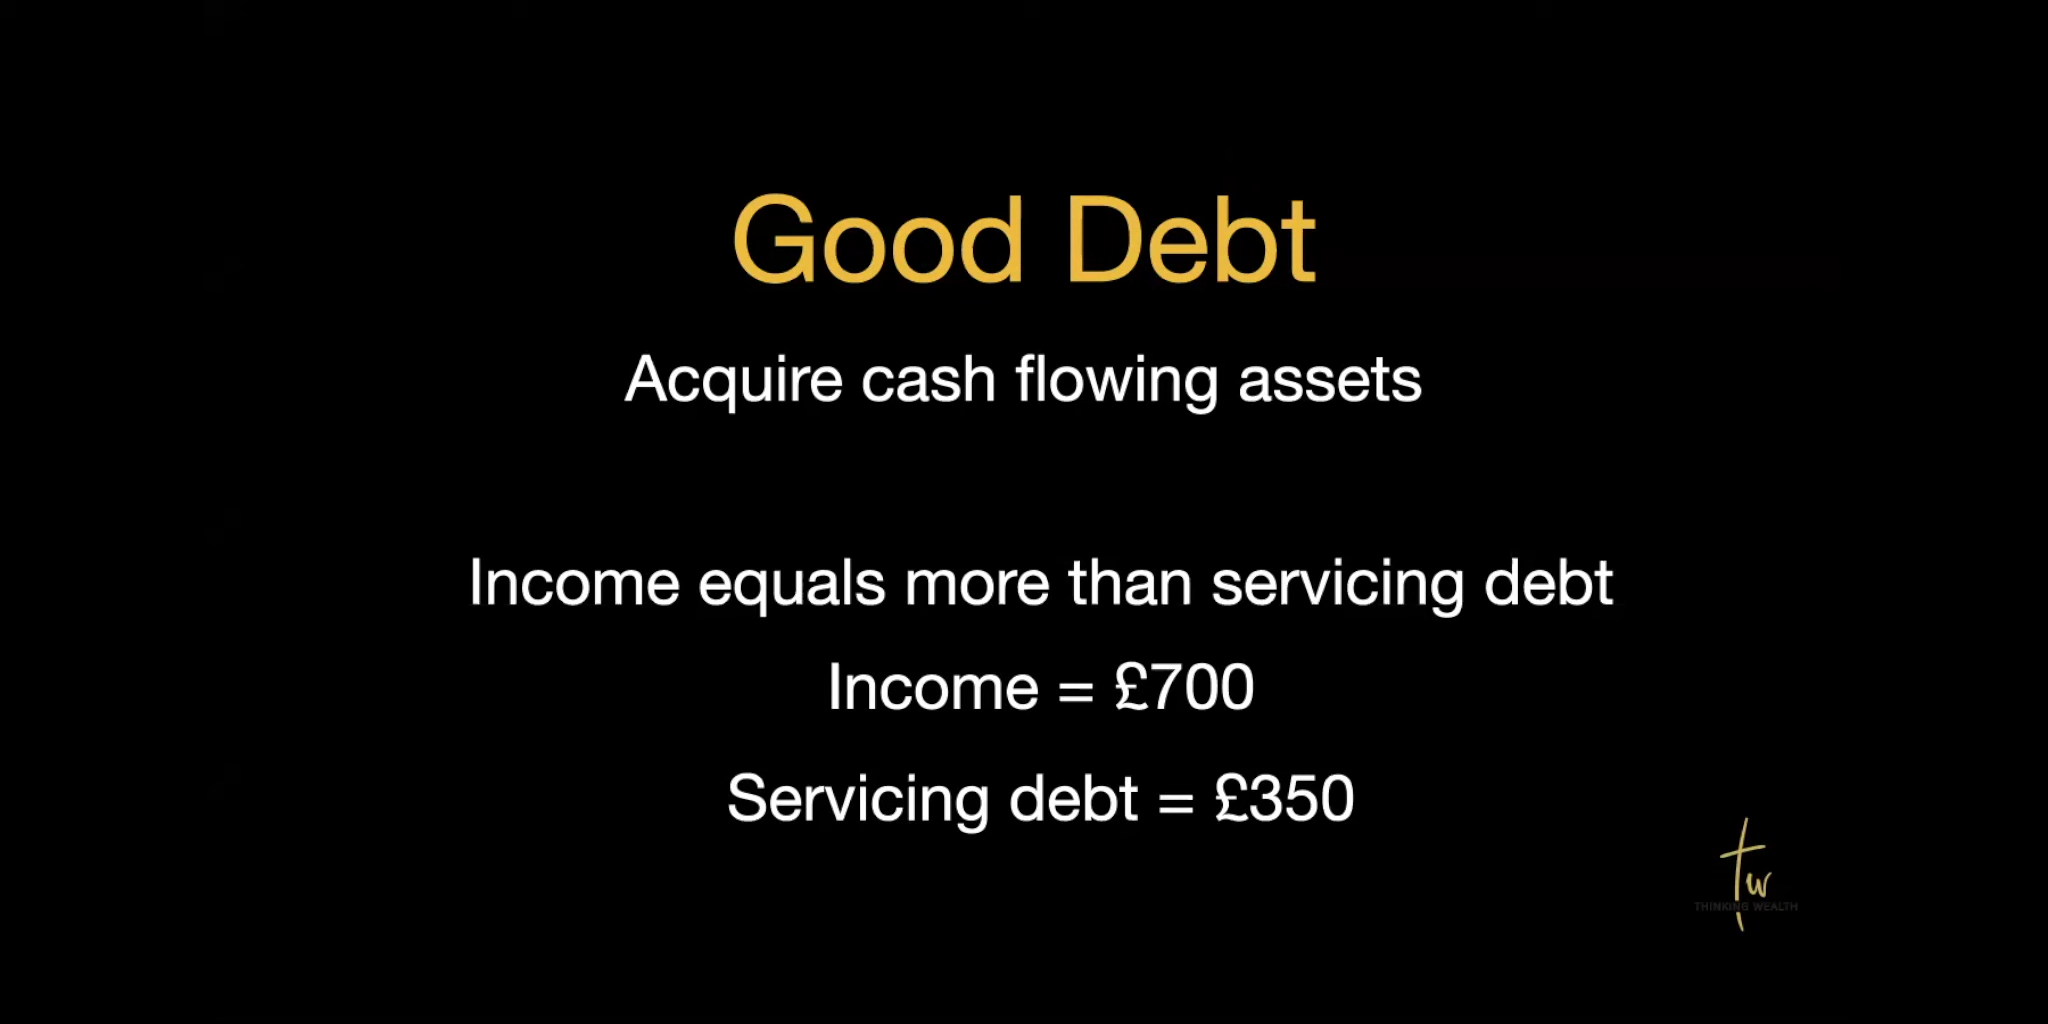 Good Debt
Acquire cash flowing assets
Income equals more than servicing debt
Income = £700
Servicing debt = £350
tw
THINKING WEALTH